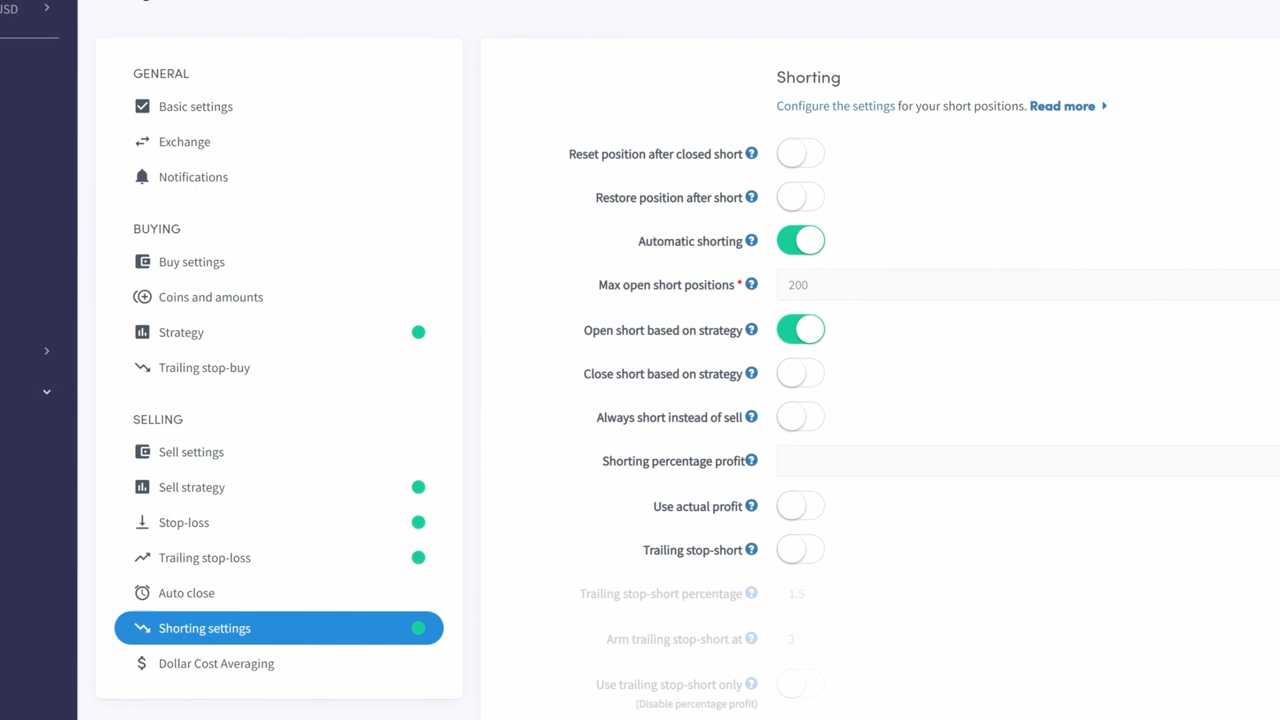 USD
GENERAL
Basic settings
Exchange
Notifications
BUYING
Buy settings
Coins and amounts
Strategy
Trailing stop-buy
SELLING
Sell settings
Sell strategy
Stop-loss
Trailing stop-loss
Auto close
Shorting settings
Dollar Cost Averaging
Shorting
Configure the settings for your short positions. Read more
Reset position after closed short
Restore position after short
Automatic shorting
Max open short positions * 200
Open short based on strategy
Close short based on strategy
Always short instead of sell
Shorting percentage profit
Use actual profit
Trailing stop-short
Trailing stop-short percentage 1.5
Arm trailing stop-short at 3
Use trailing stop-short only
(Disable percentage profit)